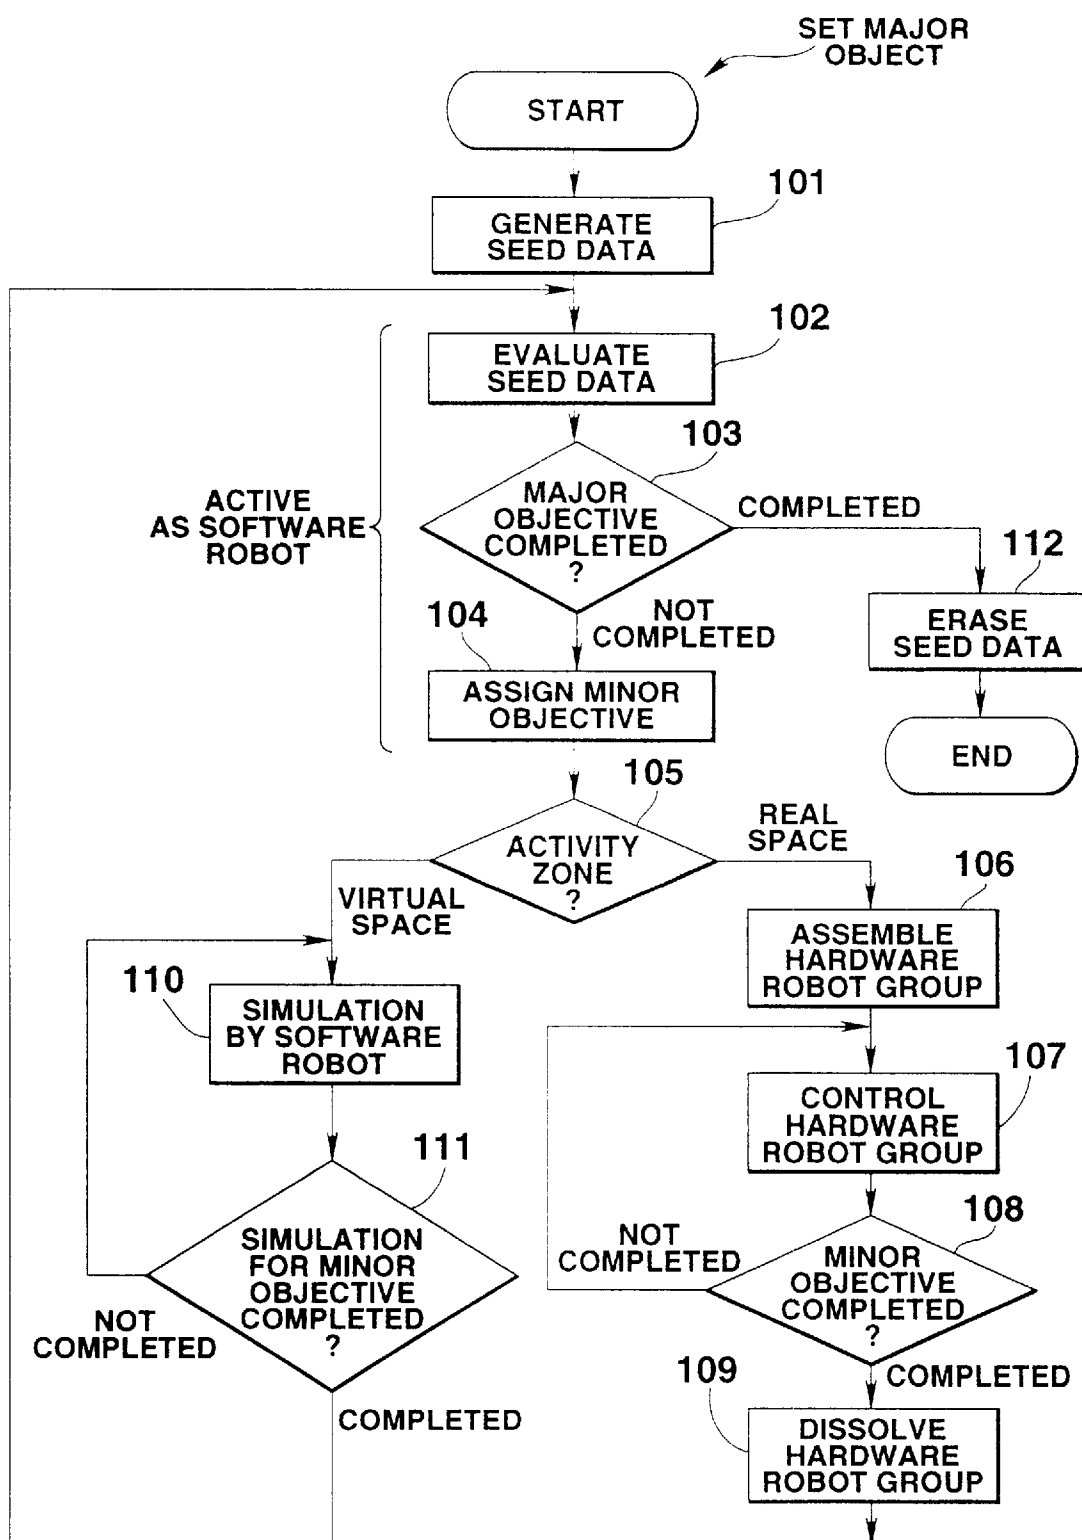 SET MAJOR
OBJECT
START
101
GENERATE
SEED DATA
102
EVALUATE
SEED DATA
103
MAJOR
OBJECTIVE
COMPLETED
?
COMPLETED
ACTIVE
AS SOFTWARE
ROBOT
112
ERASE
SEED DATA
NOT
COMPLETED
104
ASSIGN MINOR
OBJECTIVE
END
105
ACTIVITY
ZONE
?
REAL
SPACE
VIRTUAL
SPACE
106
ASSEMBLE
HARDWARE
ROBOT GROUP
110
SIMULATION
BY SOFTWARE
ROBOT
107
CONTROL
HARDWARE
ROBOT GROUP
111
SIMULATION
FOR MINOR
OBJECTIVE
COMPLETED
?
NOT
COMPLETED
108
MINOR
OBJECTIVE
COMPLETED
?
NOT
COMPLETED
COMPLETED
COMPLETED
109
DISSOLVE
HARDWARE
ROBOT GROUP